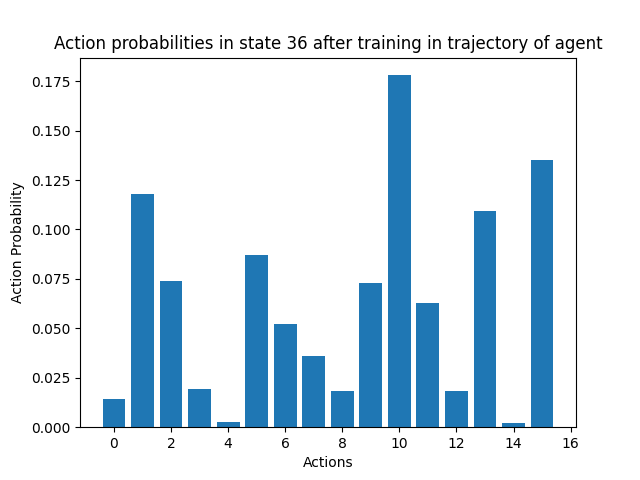 Action probabilities in state 36 after training in trajectory of agent
0.175
0.150
0.125
0.100
0.075
0.050
0.025
0.000
Action Probability
0 2 4 6 8 10 12 14 16
Actions